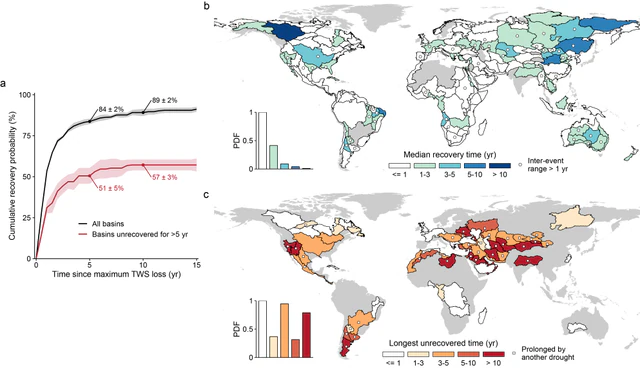 a
Cumulative recovery probability (%)
100
75
50
25
0
84 ± 2%
89 ± 2%
51 ± 5%
57 ± 3%
All basins
Basins unrecovered for >5 yr
0
5
10
15
Time since maximum TWS loss (yr)
b
PDF
Median recovery time (yr)
<= 1
1-3
3-5
5-10
> 10
Inter-event
range > 1 yr
c
PDF
Longest unrecovered time (yr)
<= 1
1-3
3-5
5-10
> 10
Prolonged by
another drought